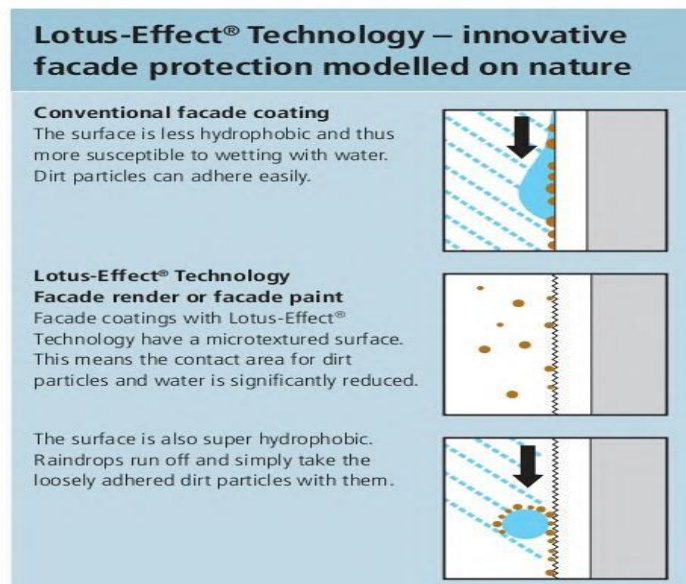 Lotus-Effect® Technology – innovative
facade protection modelled on nature
Conventional facade coating
The surface is less hydrophobic and thus
more susceptible to wetting with water.
Dirt particles can adhere easily.
Lotus-Effect® Technology
Facade render or facade paint
Facade coatings with Lotus-Effect®
Technology have a microtextured surface.
This means the contact area for dirt
particles and water is significantly reduced.
The surface is also super hydrophobic.
Raindrops run off and simply take the
loosely adhered dirt particles with them.